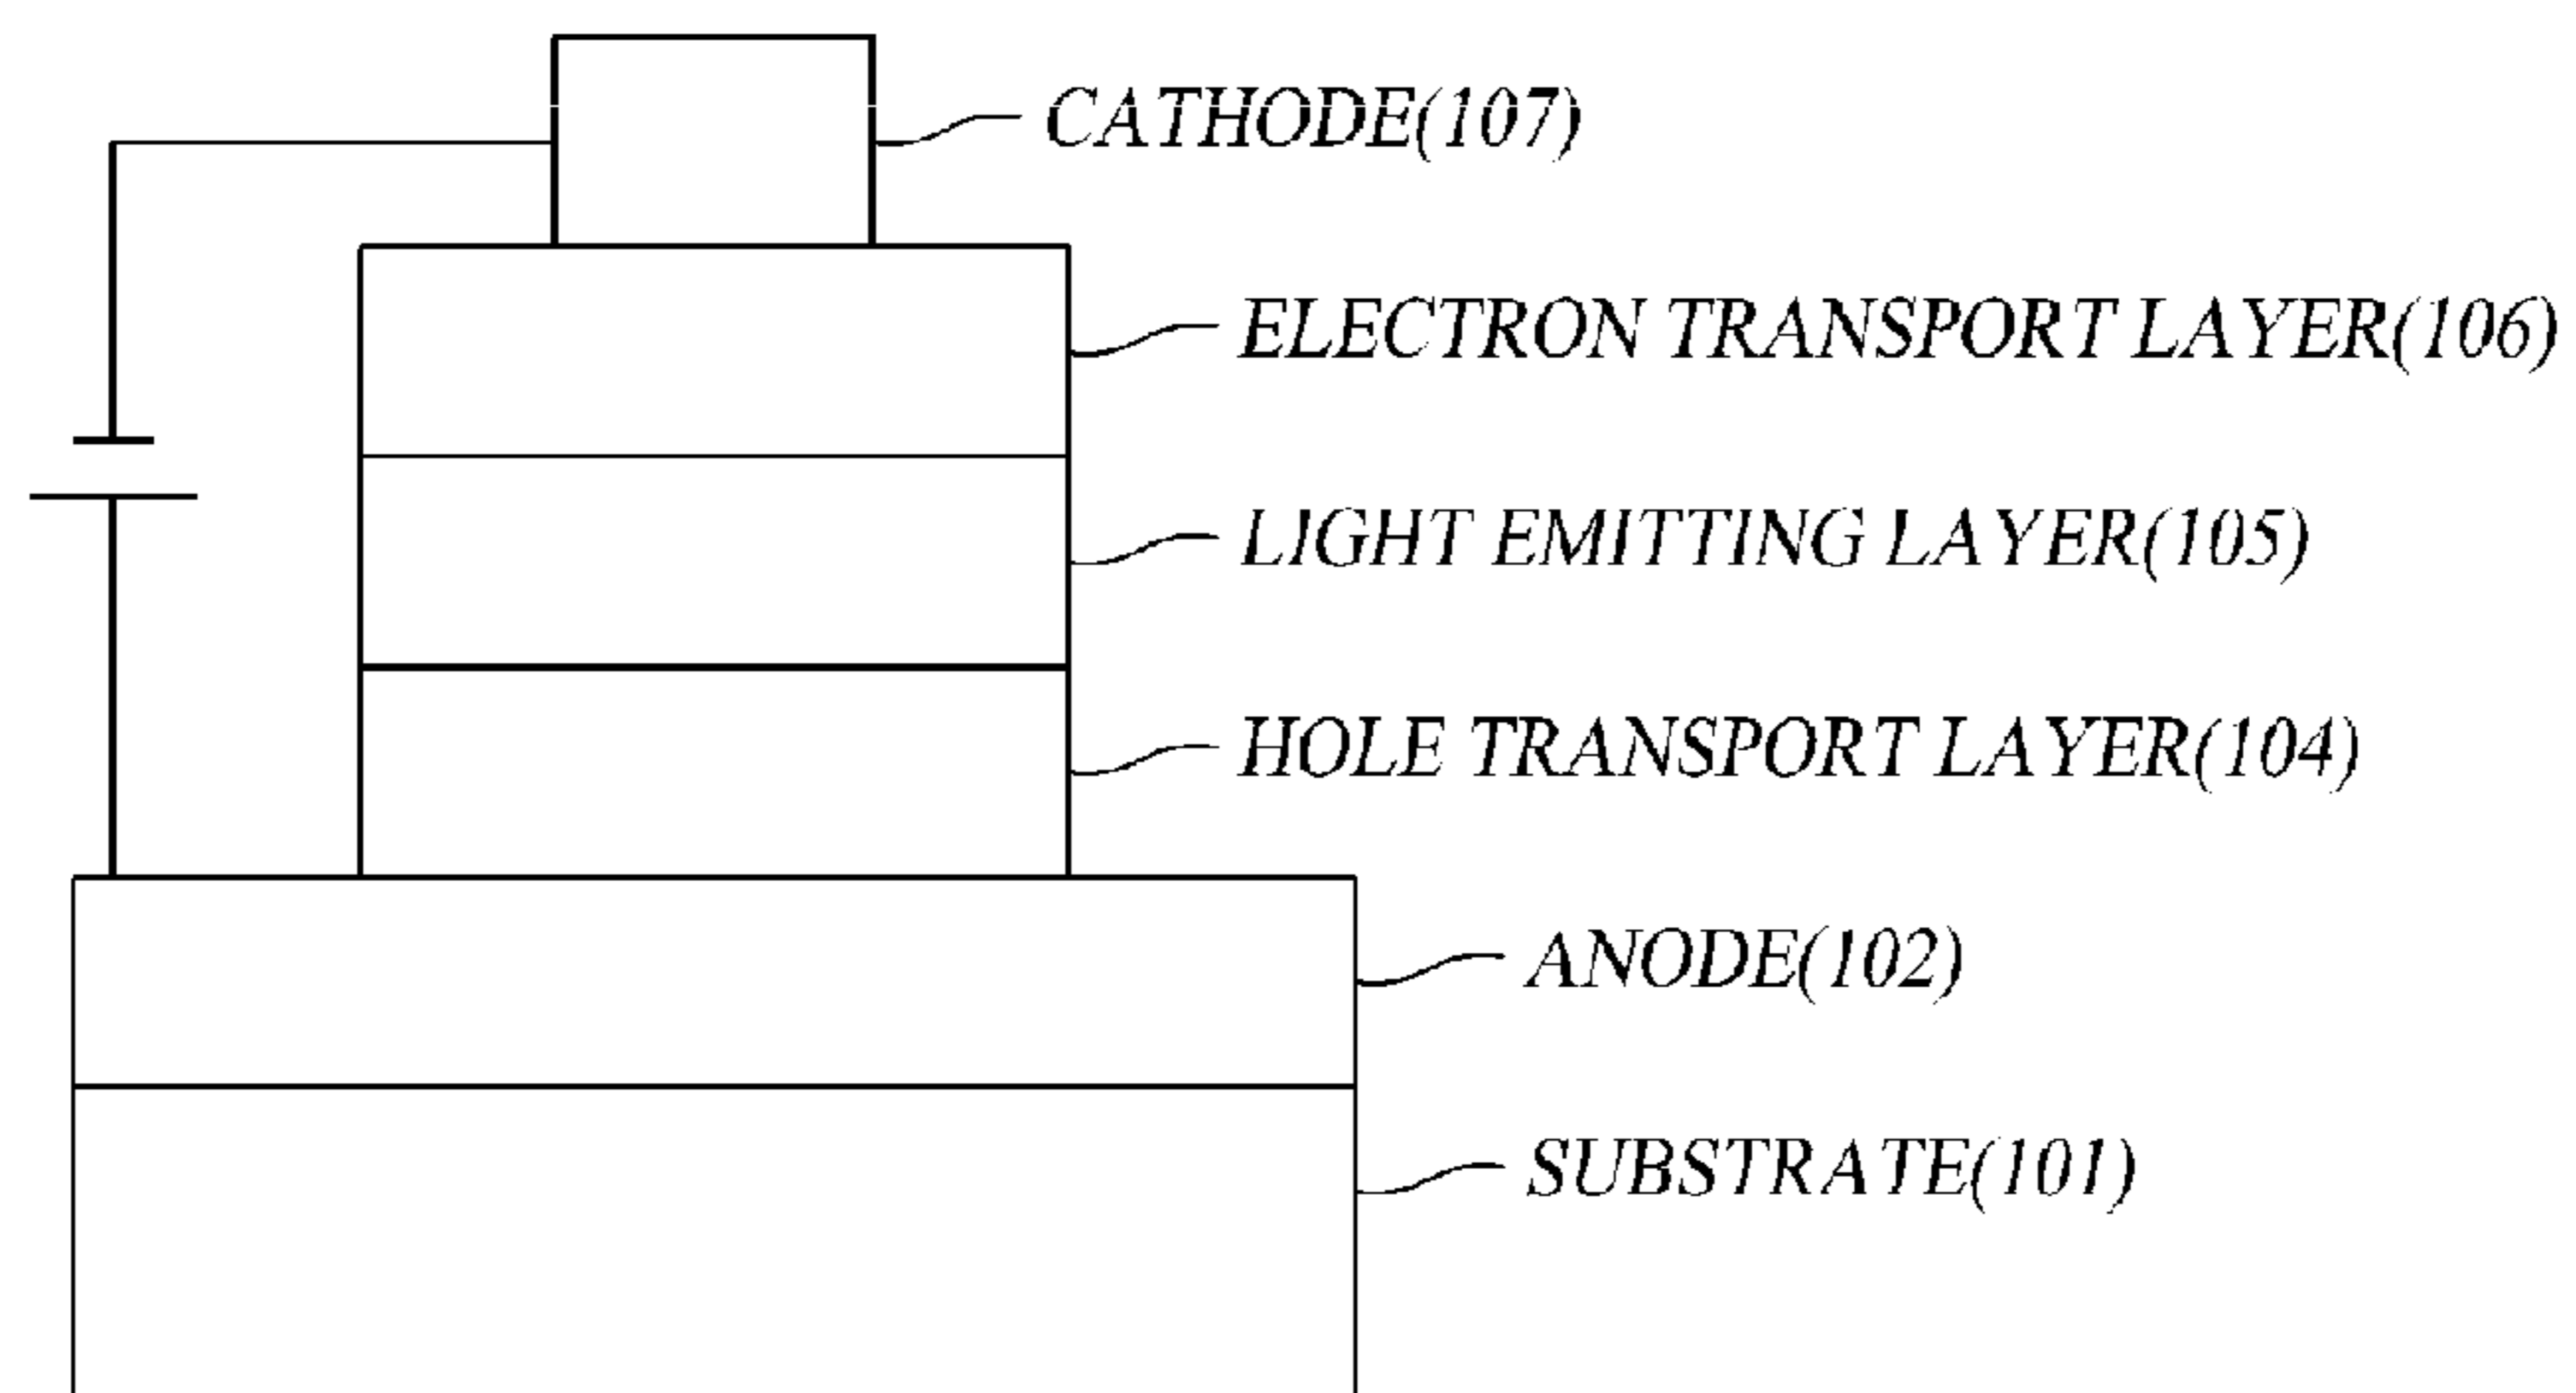 CATHODE(107)
ELECTRON TRANSPORT LAYER(106)
LIGHT EMITTING LAYER(105)
HOLE TRANSPORT LAYER(104)
ANODE(102)
SUBSTRATE(101)